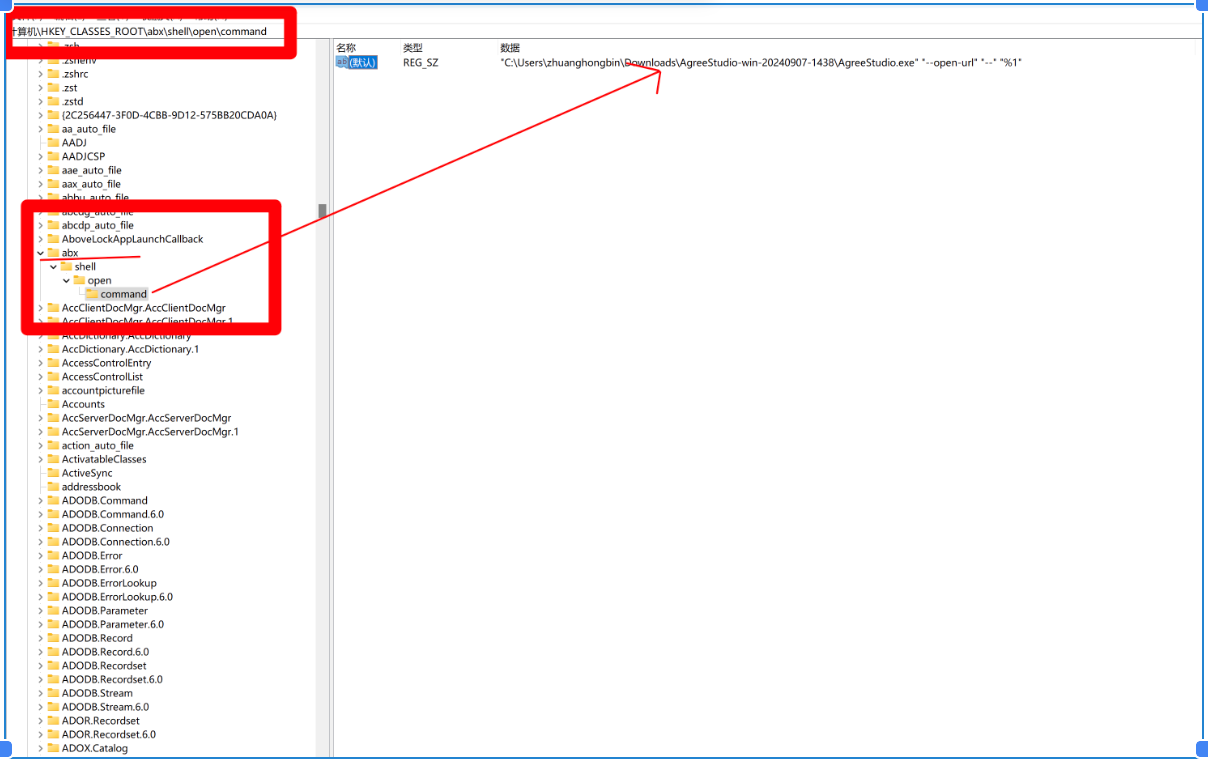 计算机\HKEY_CLASSES_ROOT\abx\shell\open\command
名称 类型 数据
ab (默认) REG_SZ "C:\Users\zhuanghongbin\Downloads\AgreeStudio-win-20240907-1438\AgreeStudio.exe" "--open-url" "--" "%1"
.zsh
.zshenv
.zshrc
.zst
.zstd
{2C256447-3F0D-4CBB-9D12-575BB20CDA0A}
aa_auto_file
AADJ
AADJCSP
aae_auto_file
aax_auto_file
abbu_auto_file
abcdg_auto_file
abcdp_auto_file
AboveLockAppLaunchCallback
abx
shell
open
command
AccClientDocMgr.AccClientDocMgr
AccClientDocMgr.AccClientDocMgr.1
AccDictionary.AccDictionary
AccDictionary.AccDictionary.1
AccessControlEntry
AccessControlList
accountpicturefile
Accounts
AccServerDocMgr.AccServerDocMgr
AccServerDocMgr.AccServerDocMgr.1
action_auto_file
ActivatableClasses
ActiveSync
addressbook
ADODB.Command
ADODB.Command.6.0
ADODB.Connection
ADODB.Connection.6.0
ADODB.Error
ADODB.Error.6.0
ADODB.ErrorLookup
ADODB.ErrorLookup.6.0
ADODB.Parameter
ADODB.Parameter.6.0
ADODB.Record
ADODB.Record.6.0
ADODB.Recordset
ADODB.Recordset.6.0
ADODB.Stream
ADODB.Stream.6.0
ADOR.Recordset
ADOR.Recordset.6.0
ADOX.Catalog